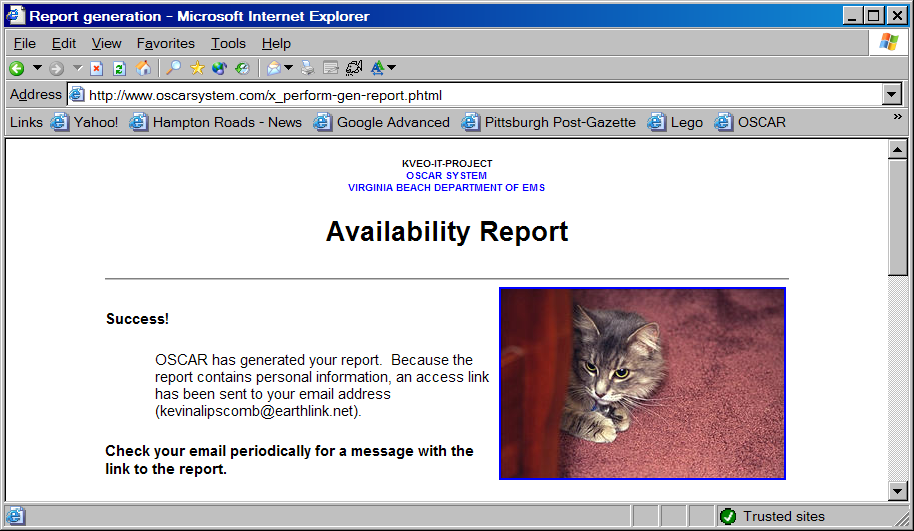 Report generation - Microsoft Internet Explorer
File Edit View Favorites Tools Help
Address http://www.oscarsystem.com/x_perform-gen-report.phtml
Links Yahoo! Hampton Roads - News Google Advanced Pittsburgh Post-Gazette Lego OSCAR »
KVEO-IT-PROJECT
OSCAR SYSTEM
VIRGINIA BEACH DEPARTMENT OF EMS
Availability Report
Success!
OSCAR has generated your report. Because the
report contains personal information, an access link
has been sent to your email address
(kevinalipscomb@earthlink.net).
Check your email periodically for a message with the
link to the report.
Trusted sites